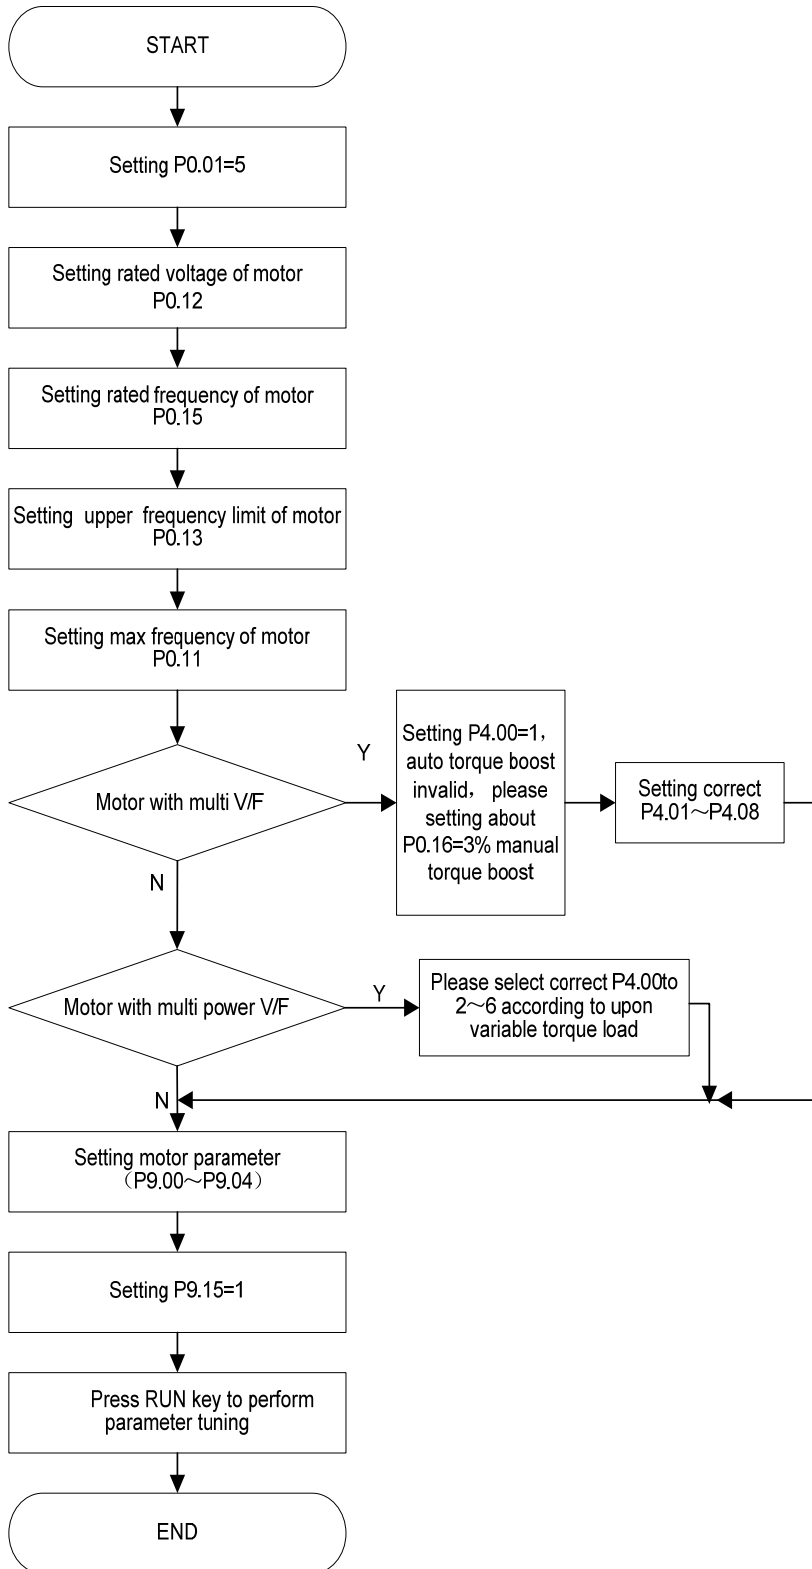 START
Setting P0.01=5
Setting rated voltage of motor
P0.12
Setting rated frequency of motor
P0.15
Setting upper frequency limit of motor
P0.13
Setting max frequency of motor
P0.11
Motor with multi V/F
Y
Setting P4.00=1，
auto torque boost
invalid， please
setting about
P0.16=3% manual
torque boost
Setting correct
P4.01～P4.08
N
Motor with multi power V/F
Y
Please select correct P4.00to
2～6 according to upon
variable torque load
N
Setting motor parameter
（P9.00～P9.04）
Setting P9.15=1
Press RUN key to perform
parameter tuning
END